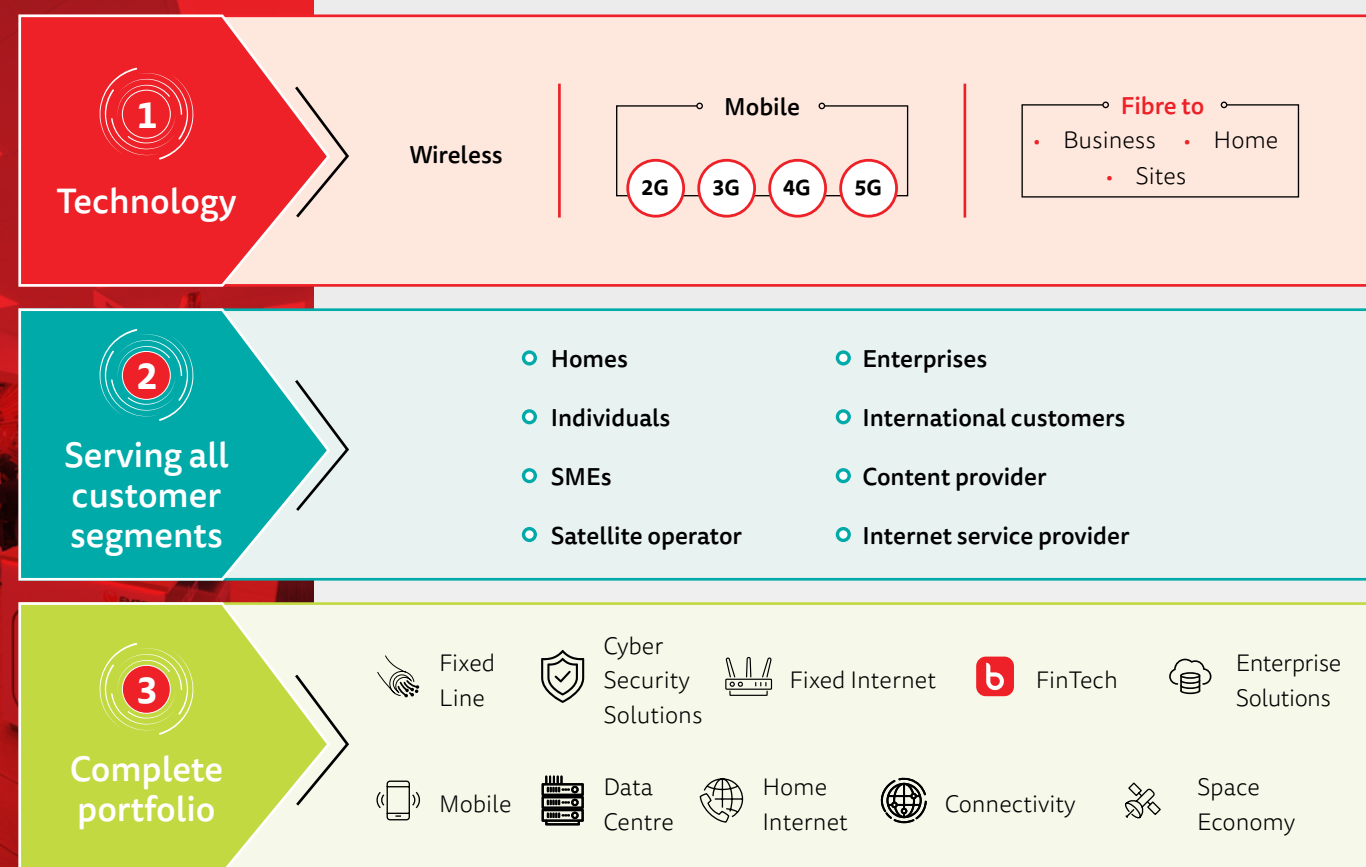 1
Technology
Wireless
Mobile
2G 3G 4G 5G
Fibre to
• Business • Home
• Sites
2
Serving all
customer
segments
Homes
Individuals
SMEs
Satellite operator
Enterprises
International customers
Content provider
Internet service provider
3
Complete
portfolio
Fixed
Line
Cyber
Security
Solutions
Fixed Internet
b
FinTech
Enterprise
Solutions
Mobile
Data
Centre
Home
Internet
Connectivity
Space
Economy